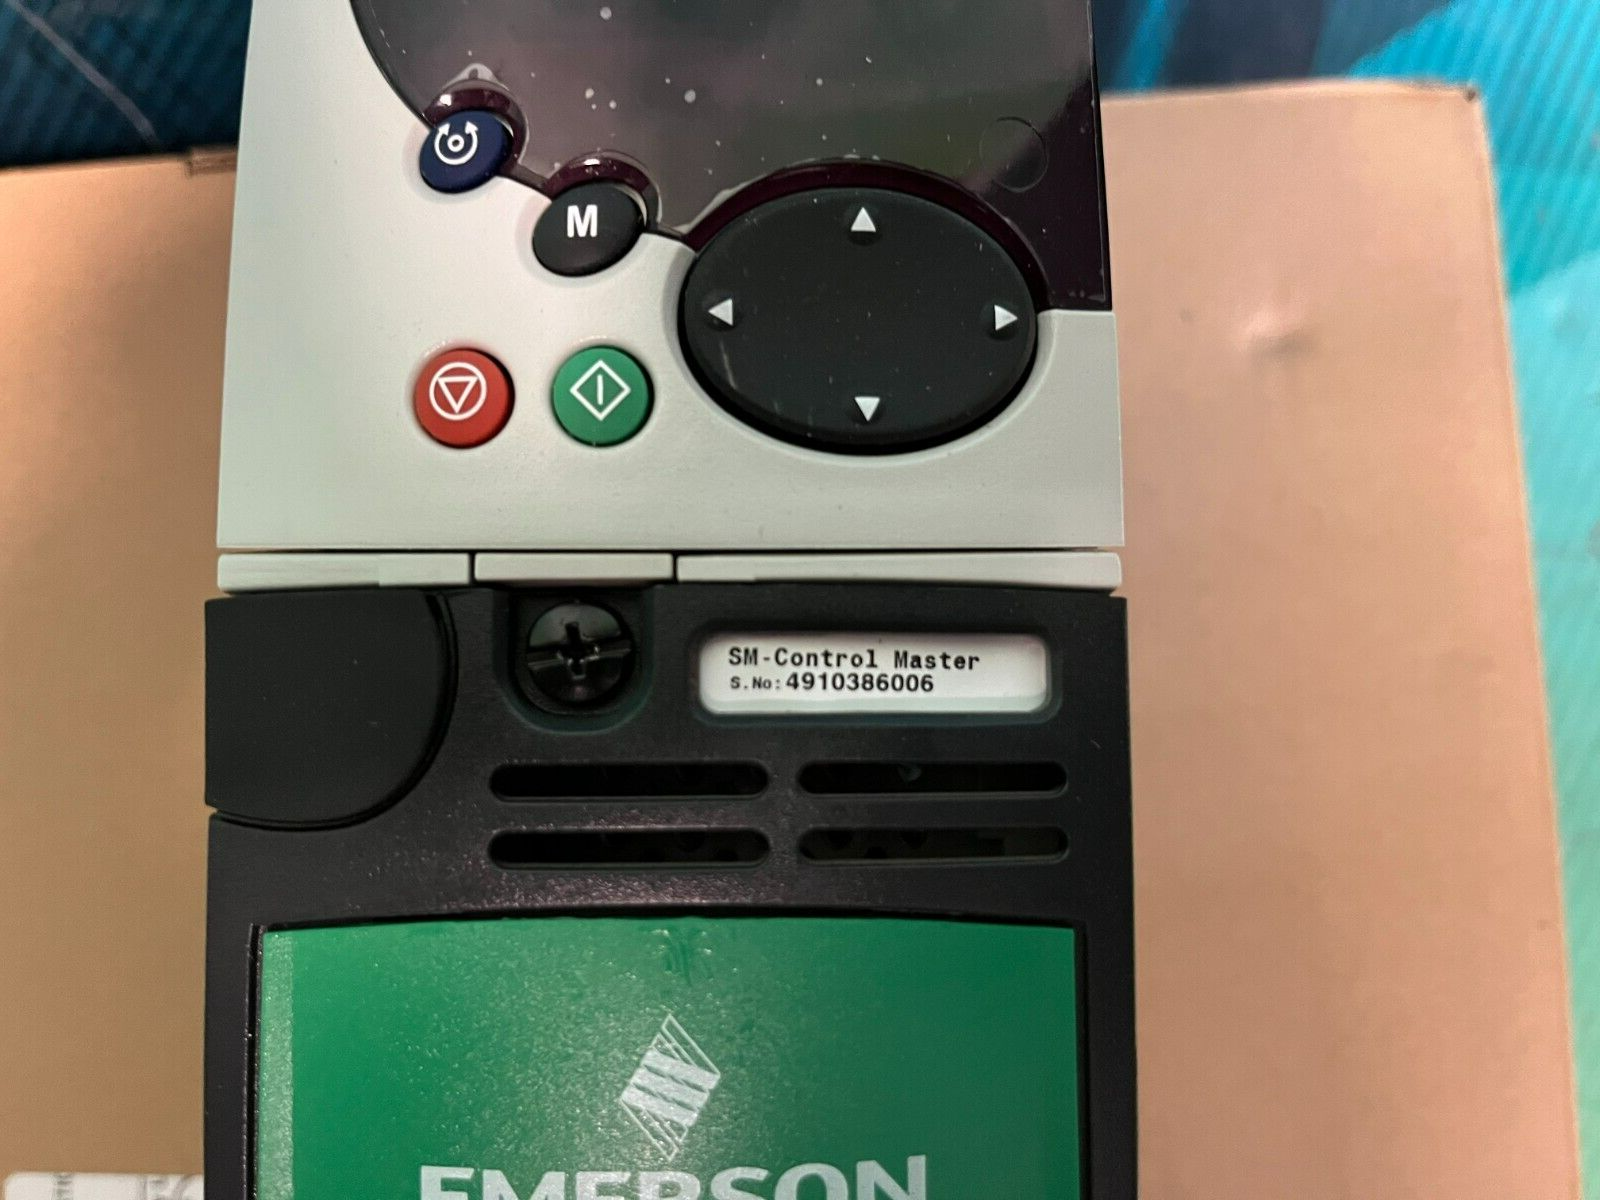 M
SM-Control Master
S.No:4910386006
EMERSON